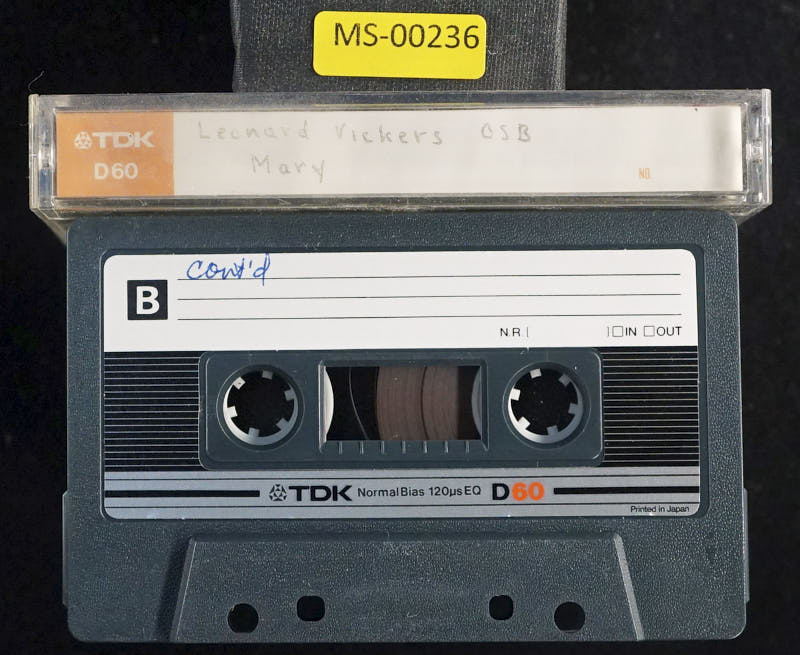 MS-00236
TDK Leonard Vickers OSB
D60 Mary NO.
cont'd
B
N.R [ ] IN OUT
TDK Normal Bias 120µs EQ D60
Printed in Japan